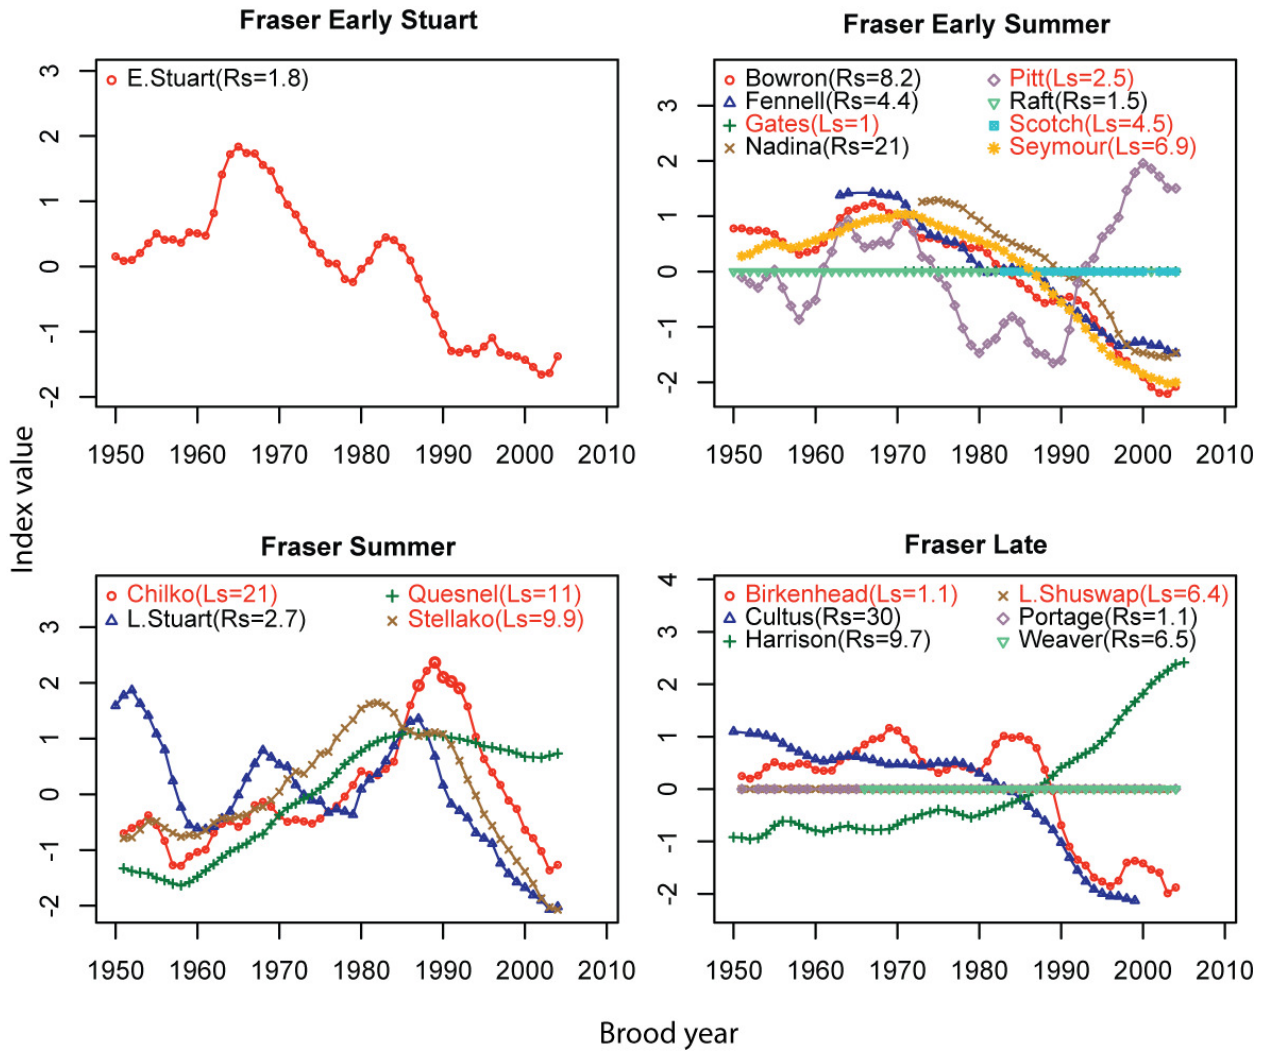 Fraser Early Stuart
E.Stuart(Rs=1.8)
3
2
1
0
-1
-2
1950 1960 1970 1980 1990 2000 2010
Fraser Early Summer
Bowron(Rs=8.2) Pitt(Ls=2.5)
Fennell(Rs=4.4) Raft(Rs=1.5)
Gates(Ls=1) Scotch(Ls=4.5)
Nadina(Rs=21) Seymour(Ls=6.9)
3
2
1
0
-1
-2
1950 1960 1970 1980 1990 2000 2010
Index value
Fraser Summer
Chilko(Ls=21) Quesnel(Ls=11)
L.Stuart(Rs=2.7) Stellako(Ls=9.9)
3
2
1
0
-1
-2
1950 1960 1970 1980 1990 2000 2010
Fraser Late
Birkenhead(Ls=1.1) L.Shuswap(Ls=6.4)
Cultus(Rs=30) Portage(Rs=1.1)
Harrison(Rs=9.7) Weaver(Rs=6.5)
4
3
2
1
0
-1
-2
1950 1960 1970 1980 1990 2000 2010
Brood year